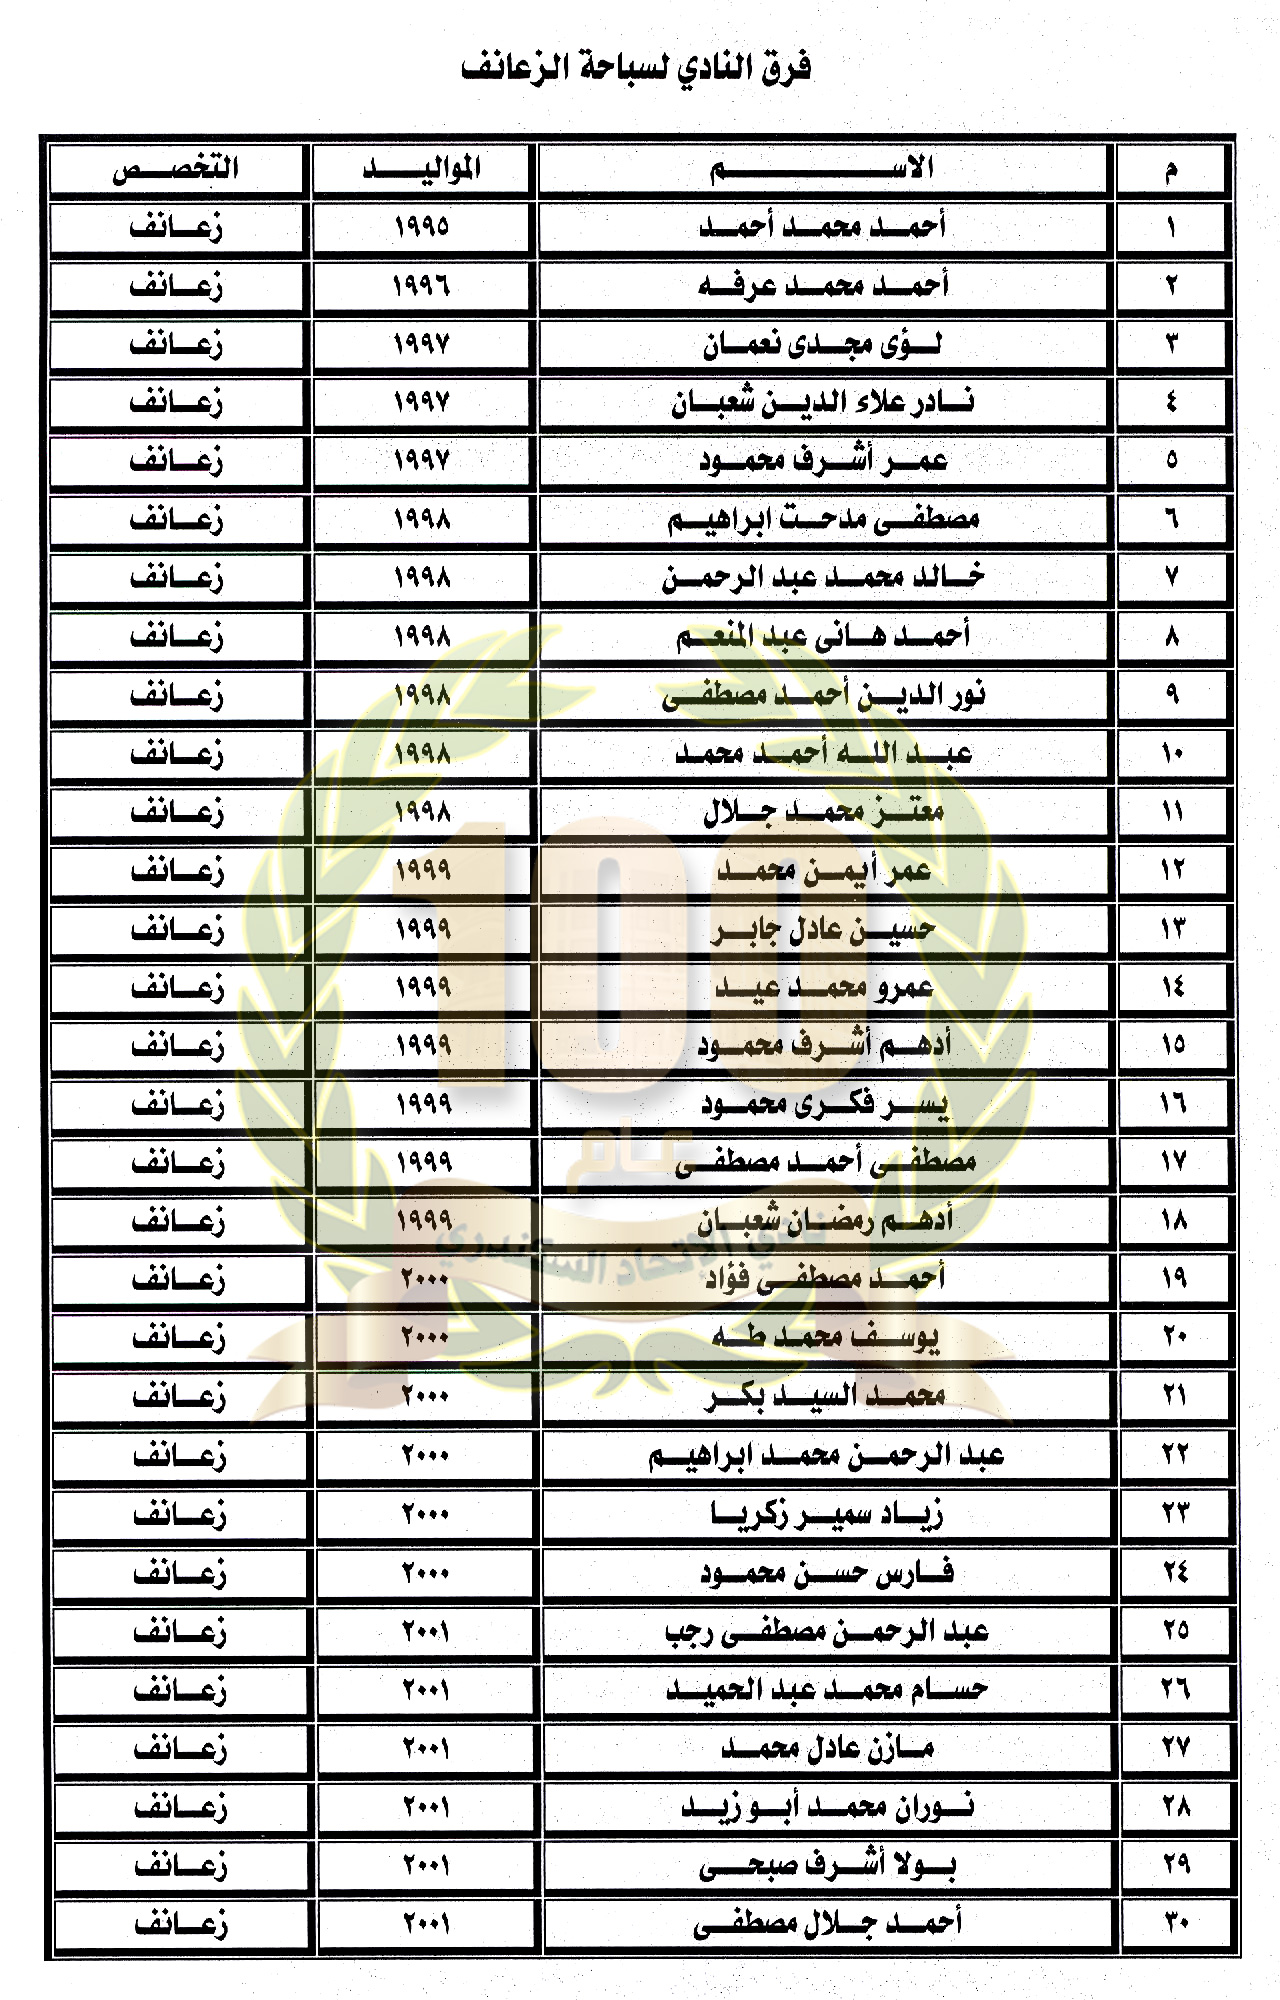 فرق النادي لسباحة الزعانف
م الاسم المواليد التخصص
١ أحمد محمد أحمد ١٩٩٥ زعانف
٢ أحمد محمد عرفه ١٩٩٦ زعانف
٣ لؤى مجدى نعمان ١٩٩٧ زعانف
٤ نادر علاء الدين شعبان ١٩٩٧ زعانف
٥ عمر أشرف محمود ١٩٩٧ زعانف
٦ مصطفى مدحت ابراهيم ١٩٩٨ زعانف
٧ خالد محمد عبد الرحمن ١٩٩٨ زعانف
٨ أحمد هانى عبد المنعم ١٩٩٨ زعانف
٩ نور الدين أحمد مصطفى ١٩٩٨ زعانف
١٠ عبد الله أحمد محمد ١٩٩٨ زعانف
١١ معتز محمد جلال ١٩٩٨ زعانف
١٢ عمر أيمن محمد ١٩٩٩ زعانف
١٣ حسين عادل جابر ١٩٩٩ زعانف
١٤ عمرو محمد عيد ١٩٩٩ زعانف
١٥ أدهم أشرف محمود ١٩٩٩ زعانف
١٦ يسر فكرى محمود ١٩٩٩ زعانف
١٧ مصطفى أحمد مصطفى ١٩٩٩ زعانف
١٨ أدهم رمضان شعبان ١٩٩٩ زعانف
١٩ أحمد مصطفى فؤاد ٢٠٠٠ زعانف
٢٠ يوسف محمد طه ٢٠٠٠ زعانف
٢١ محمد السيد بكر ٢٠٠٠ زعانف
٢٢ عبد الرحمن محمد ابراهيم ٢٠٠٠ زعانف
٢٣ زياد سمير زكريا ٢٠٠٠ زعانف
٢٤ فارس حسن محمود ٢٠٠٠ زعانف
٢٥ عبد الرحمن مصطفى رجب ٢٠٠١ زعانف
٢٦ حسام محمد عبد الحميد ٢٠٠١ زعانف
٢٧ مازن عادل محمد ٢٠٠١ زعانف
٢٨ نوران محمد أبو زيد ٢٠٠١ زعانف
٢٩ بولا أشرف صبحى ٢٠٠١ زعانف
٣٠ أحمد جلال مصطفى ٢٠٠١ زعانف
100
عام
نادي الإتحاد السكندري